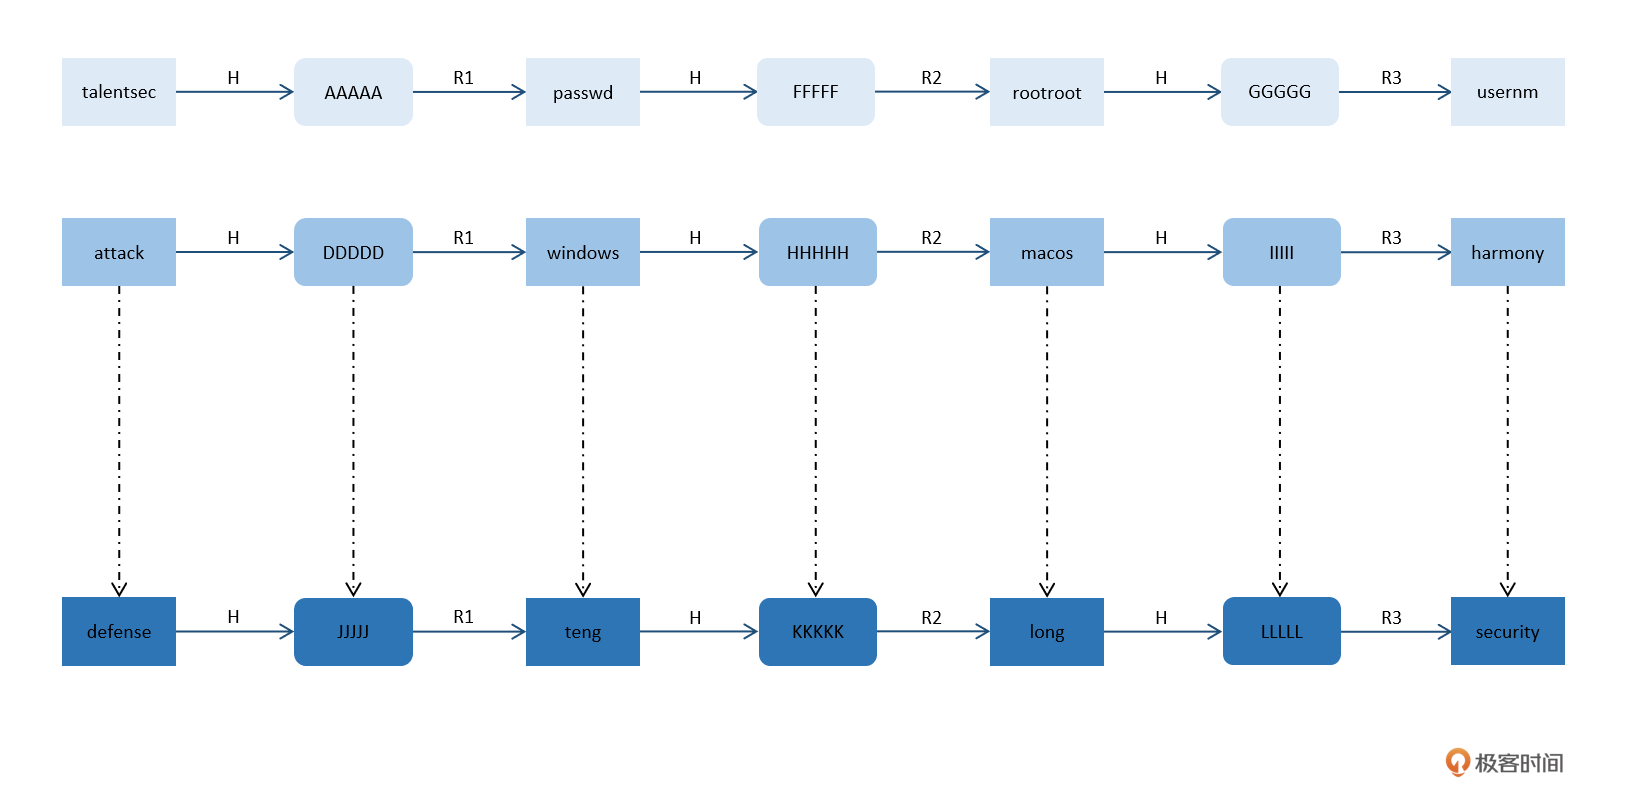 talentsec H AAAAA R1 passwd H FFFFF R2 rootroot H GGGGG R3 usernm
attack H DDDDD R1 windows H HHHHH R2 macos H IIIII R3 harmony
defense H JJJJJ R1 teng H KKKKK R2 long H LLLLL R3 security
极客时间